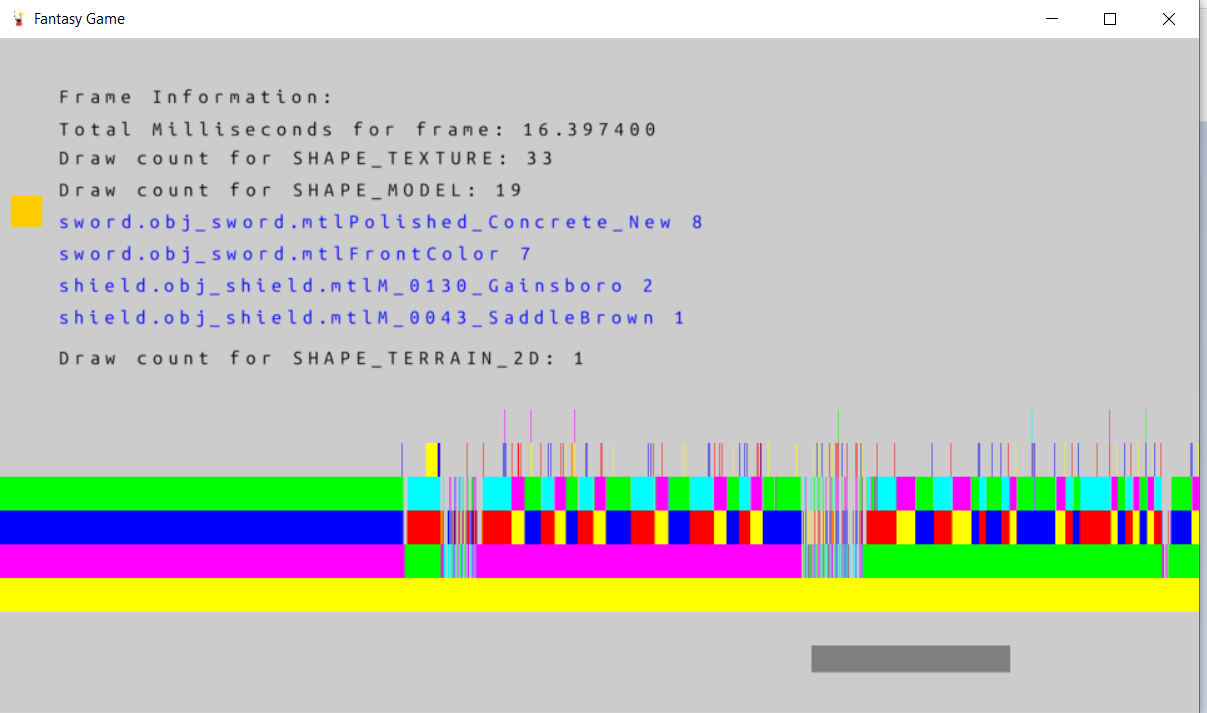 Fantasy Game
Frame Information:
Total Milliseconds for frame: 16.397400
Draw count for SHAPE_TEXTURE: 33
Draw count for SHAPE_MODEL: 19
sword.obj_sword.mtlPolished_Concrete_New 8
sword.obj_sword.mtlFrontColor 7
shield.obj_shield.mtlM_0130_Gainsboro 2
shield.obj_shield.mtlM_0043_SaddleBrown 1
Draw count for SHAPE_TERRAIN_2D: 1